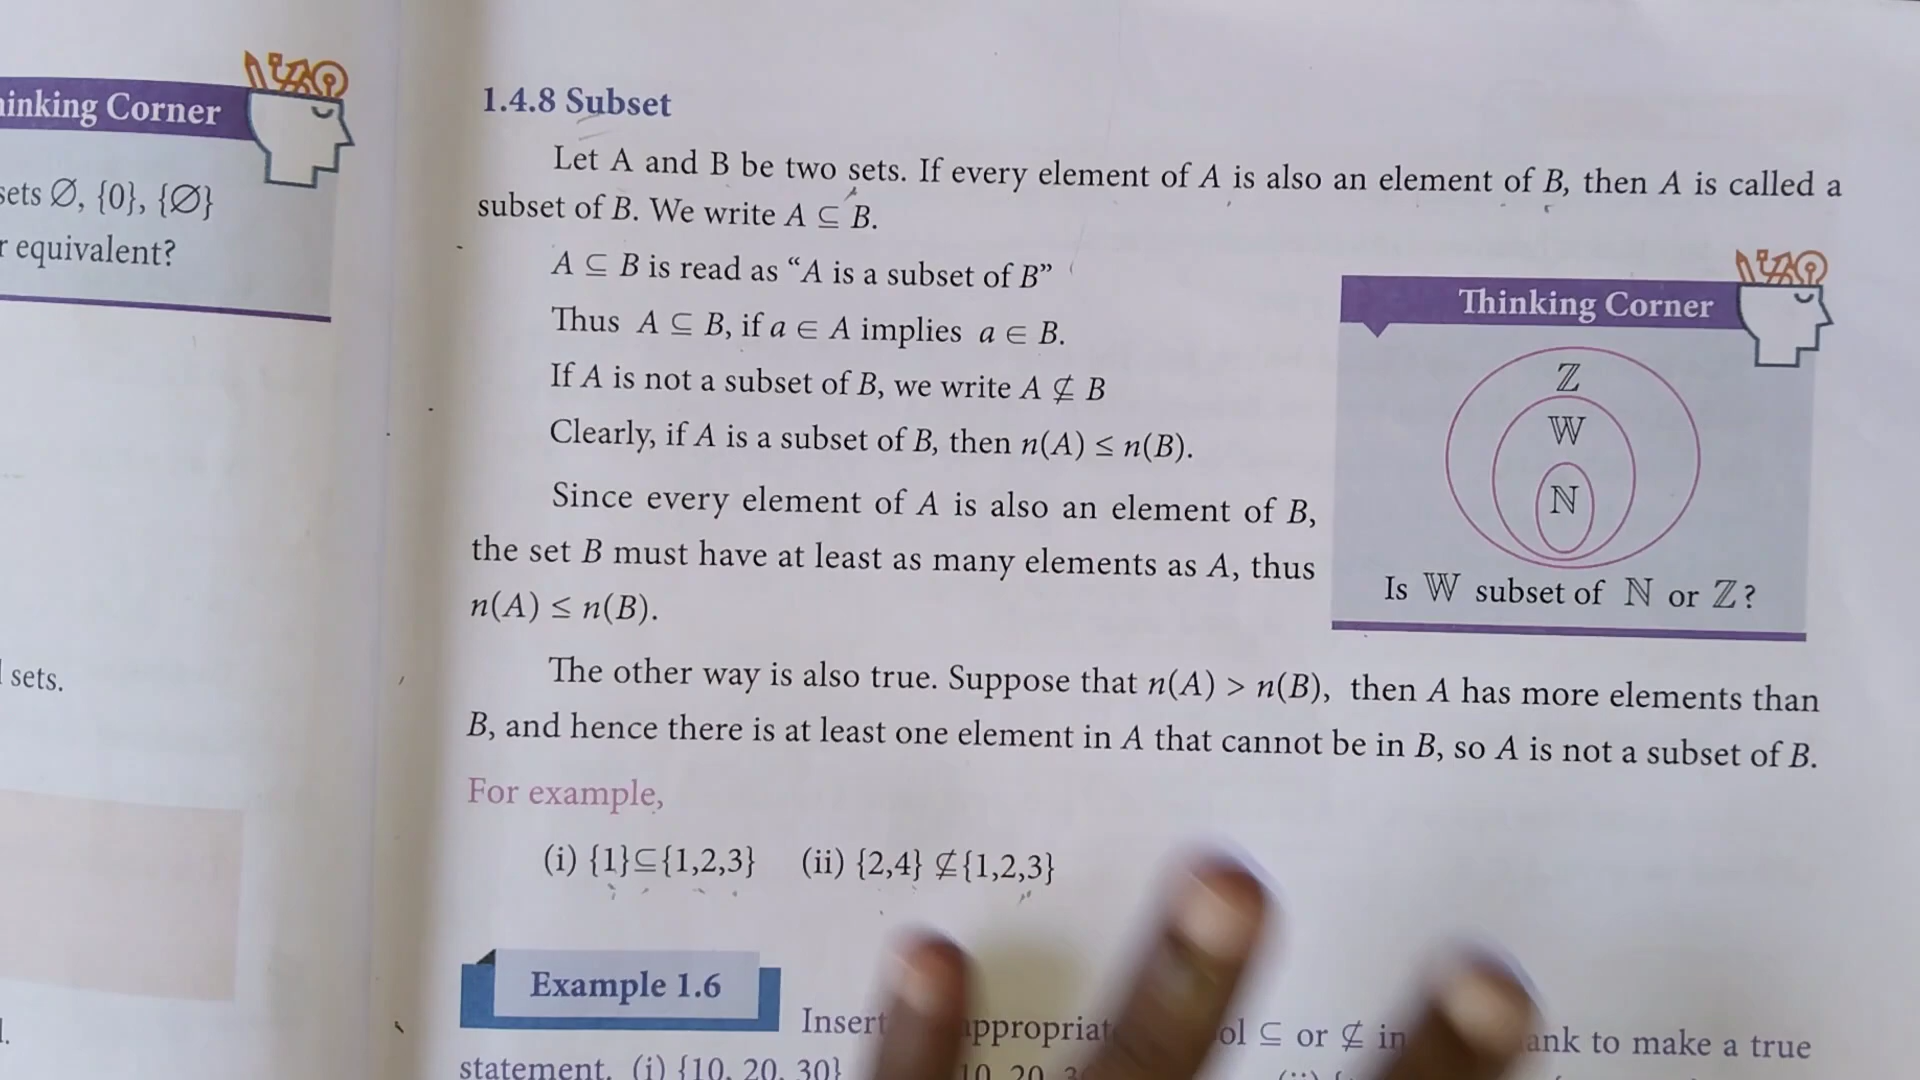 inking Corner
sets Ø, {0}, {Ø}
r equivalent?
sets.
1.4.8 Subset
Let A and B be two sets. If every element of A is also an element of B, then A is called a
subset of B. We write A ⊆ B.
A ⊆ B is read as “A is a subset of B”
Thus A ⊆ B, if a ∈ A implies a ∈ B.
If A is not a subset of B, we write A ⊈ B
Clearly, if A is a subset of B, then n(A) ≤ n(B).
Since every element of A is also an element of B,
the set B must have at least as many elements as A, thus
n(A) ≤ n(B).
Thinking Corner
ℤ
𝕎
ℕ
Is 𝕎 subset of ℕ or ℤ?
The other way is also true. Suppose that n(A) > n(B), then A has more elements than
B, and hence there is at least one element in A that cannot be in B, so A is not a subset of B.
For example,
(i) {1}⊆{1,2,3} (ii) {2,4} ⊈{1,2,3}
Example 1.6
Insert ppropriat ol ⊆ or ⊈ in ank to make a true
statement. (i) {10, 20, 30}